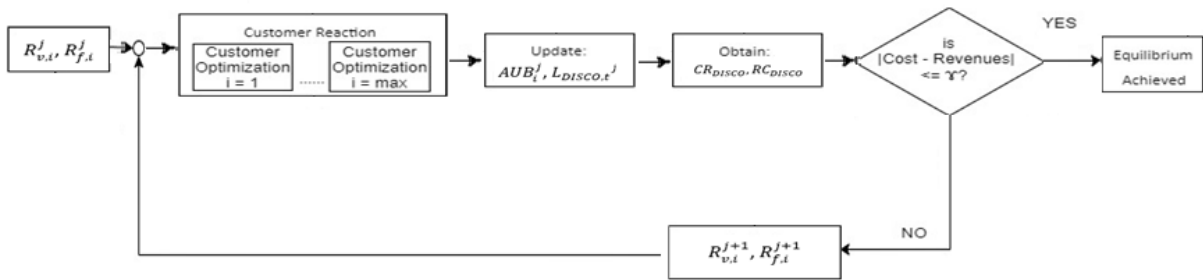 $R_{v,i}^{j}, R_{f,i}^{j}$
Customer Reaction
Customer
Optimization
i = 1
......
Customer
Optimization
i = max
Update:
$AUB_{i}^{j}, L_{DISCO,t}{}^{j}$
Obtain:
$CR_{DISCO}, RC_{DISCO}$
is
|Cost - Revenues|
<= ϒ?
YES
Equilibrium
Achieved
NO
$R_{v,i}^{j+1}, R_{f,i}^{j+1}$